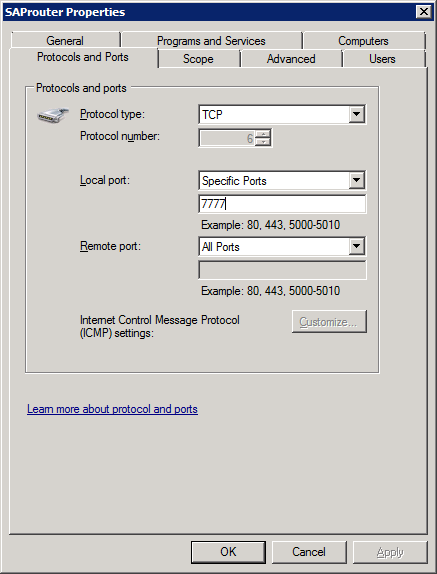 SAProuter Properties
General
Programs and Services
Computers
Protocols and Ports
Scope
Advanced
Users
Protocols and ports
Protocol type:
TCP
Protocol number:
6
Local port:
Specific Ports
7777
Example: 80, 443, 5000-5010
Remote port:
All Ports
Example: 80, 443, 5000-5010
Internet Control Message Protocol
(ICMP) settings:
Customize...
Learn more about protocol and ports
OK
Cancel
Apply